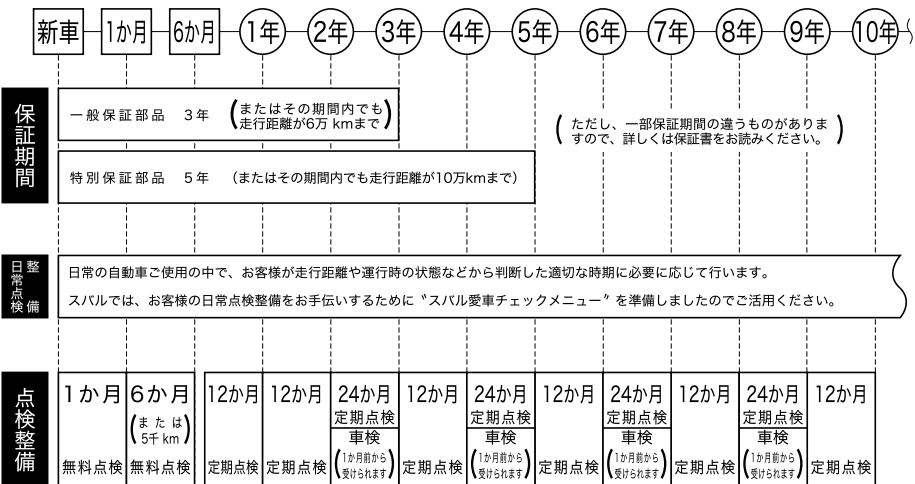 新車 1か月 6か月 1年 2年 3年 4年 5年 6年 7年 8年 9年 10年
保証期間
一般保証部品 3年 (またはその期間内でも
走行距離が6万kmまで)
(ただし、一部保証期間の違うものがありま
すので、詳しくは保証書をお読みください。)
特別保証部品 5年 (またはその期間内でも走行距離が10万kmまで)
日常点検
整備
日常の自動車ご使用の中で、お客様が走行距離や運行時の状態などから判断した適切な時期に必要に応じて行います。
スバルでは、お客様の日常点検整備をお手伝いするために〝スバル愛車チェックメニュー〞を準備しましたのでご活用ください。
点検整備
1か月
無料点検
6か月
(または
5千km)
無料点検
12か月
定期点検
12か月
定期点検
24か月
定期点検
車検
(1か月前から
受けられます)
12か月
定期点検
24か月
定期点検
車検
(1か月前から
受けられます)
12か月
定期点検
24か月
定期点検
車検
(1か月前から
受けられます)
12か月
定期点検
24か月
定期点検
車検
(1か月前から
受けられます)
12か月
定期点検